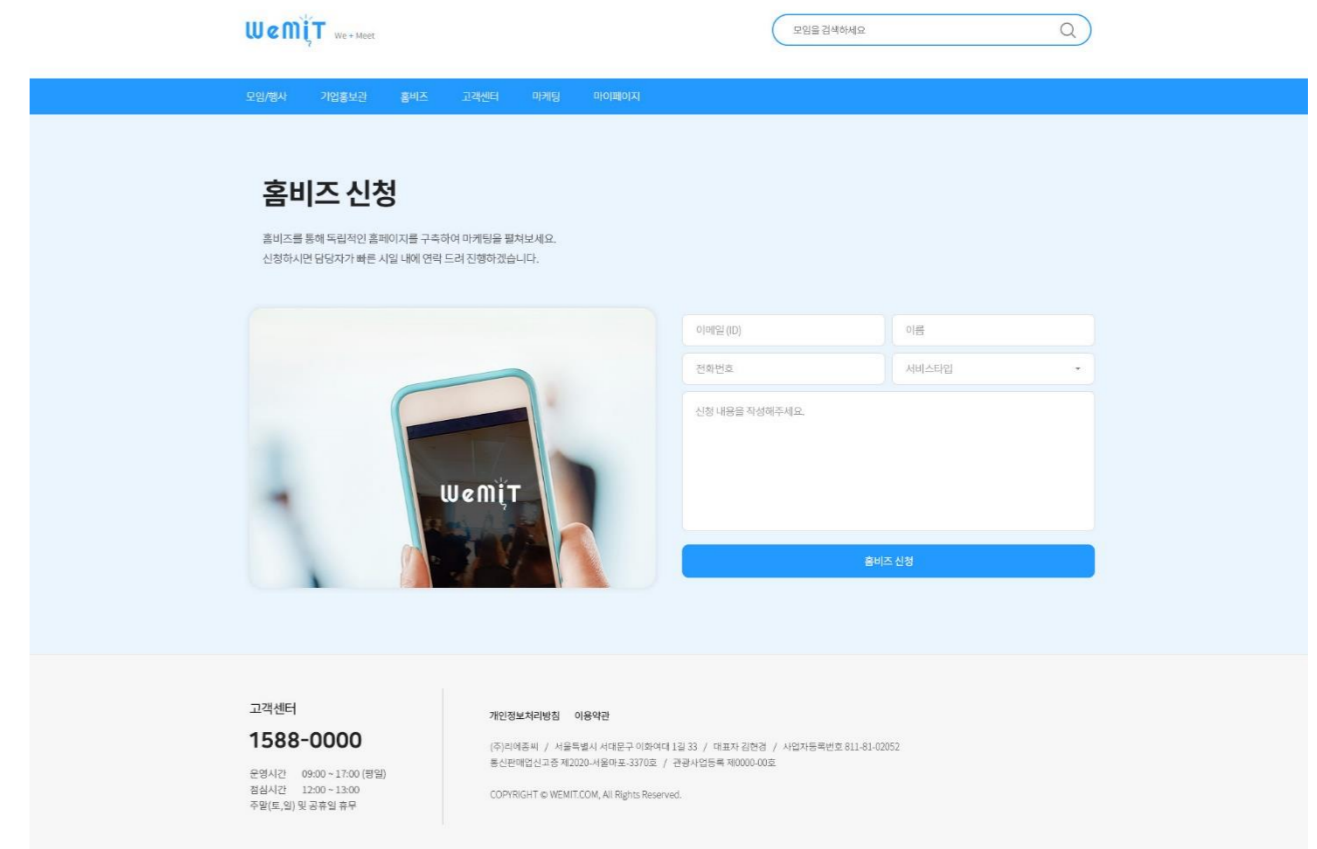 wemiT We + Meet
모임을 검색하세요
모임/행사 기업홍보관 홈비즈 고객센터 마케팅 마이페이지
홈비즈 신청
홈비즈를 통해 독립적인 홈페이지를 구축하여 마케팅을 펼쳐보세요.
신청하시면 담당자가 빠른 시일 내에 연락 드려 진행하겠습니다.
wemiT
이메일 (ID) 이름
전화번호 서비스타입
신청 내용을 작성해주세요.
홈비즈 신청
고객센터
1588-0000
운영시간 09:00 ~ 17:00 (평일)
점심시간 12:00 ~ 13:00
주말(토,일) 및 공휴일 휴무
개인정보처리방침 이용약관
(주)리에종씨 / 서울특별시 서대문구 이화여대 1길 33 / 대표자 김현경 / 사업자등록번호 811-81-02052
통신판매업신고증 제2020-서울마포-3370호 / 관광사업등록 제0000-00호
COPYRIGHT © WEMIT.COM, All Rights Reserved.